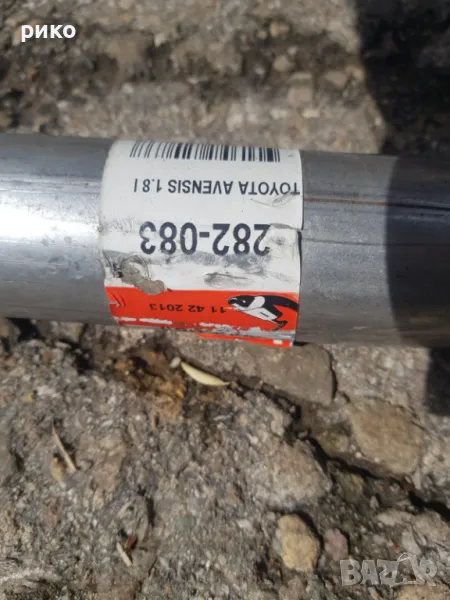 рико
TOYOTA AVENSIS 1.8 I
282-083
11 42 2013
BAZAR